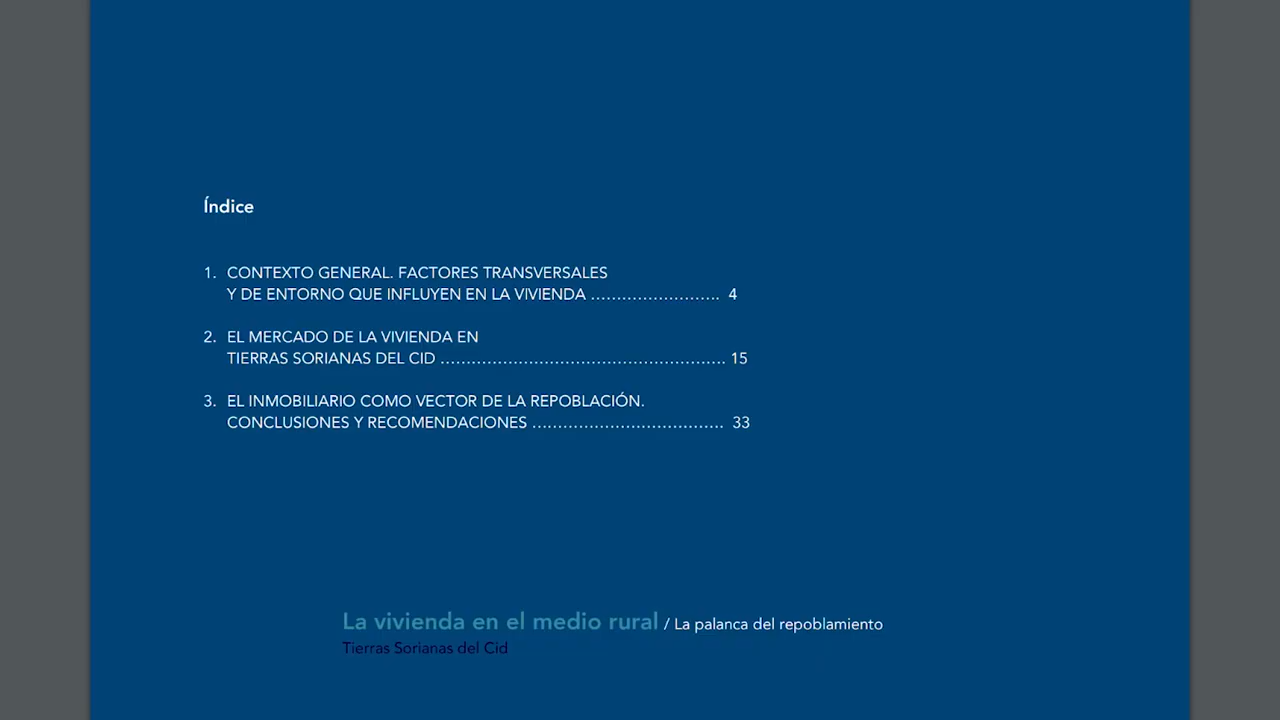 Índice
1. CONTEXTO GENERAL. FACTORES TRANSVERSALES
Y DE ENTORNO QUE INFLUYEN EN LA VIVIENDA ......................... 4
2. EL MERCADO DE LA VIVIENDA EN
TIERRAS SORIANAS DEL CID ....................................................... 15
3. EL INMOBILIARIO COMO VECTOR DE LA REPOBLACIÓN.
CONCLUSIONES Y RECOMENDACIONES ..................................... 33
La vivienda en el medio rural / La palanca del repoblamiento
Tierras Sorianas del Cid